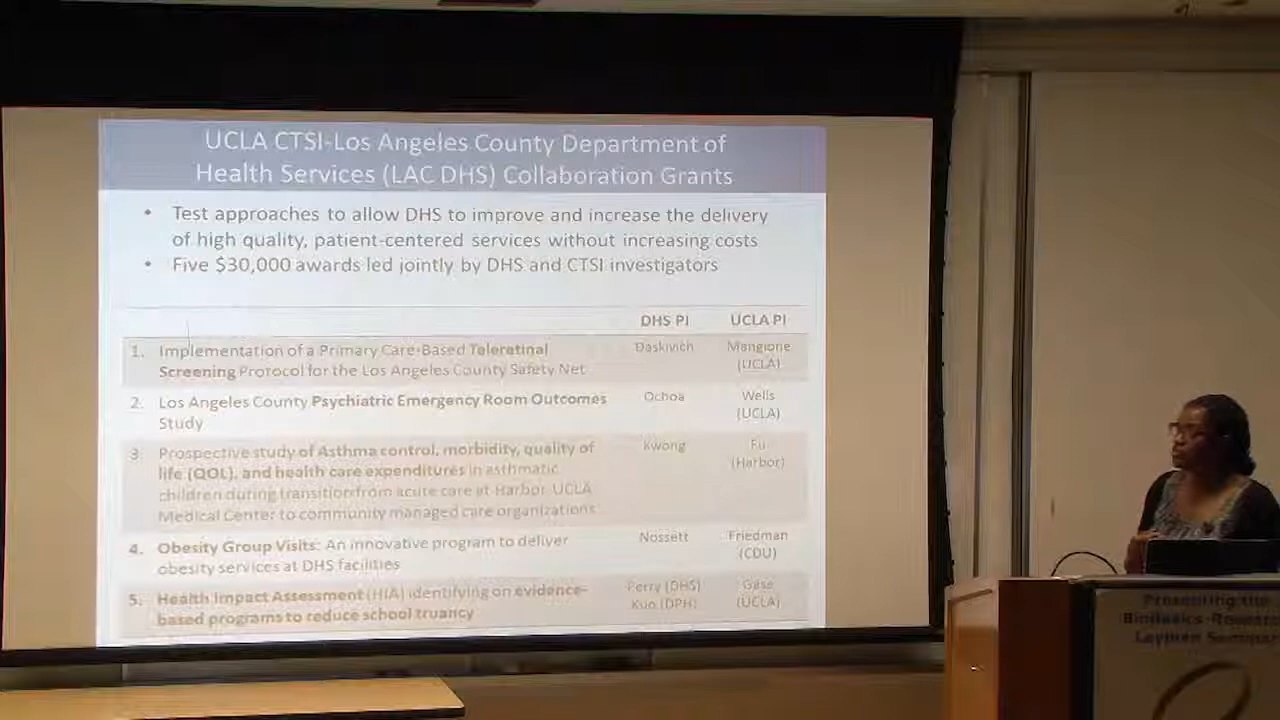 UCLA CTSI-Los Angeles County Department of
Health Services (LAC DHS) Collaboration Grants
• Test approaches to allow DHS to improve and increase the delivery
of high quality, patient-centered services without increasing costs
• Five $30,000 awards led jointly by DHS and CTSI investigators
DHS PI UCLA PI
1. Implementation of a Primary Care-Based Teleretinal Daskivich Mangione
Screening Protocol for the Los Angeles County Safety Net (UCLA)
2. Los Angeles County Psychiatric Emergency Room Outcomes Ochoa Wells
Study (UCLA)
3. Prospective study of Asthma control, morbidity, quality of Kwong Fu
life (QOL), and health care expenditures in asthmatic (Harbor)
children during transition from acute care at Harbor-UCLA
Medical Center to community managed care organizations
4. Obesity Group Visits: An innovative program to deliver Nossett Friedman
obesity services at DHS facilities (CDU)
5. Health Impact Assessment (HIA) identifying on evidence- Perry (DHS) Gase
based programs to reduce school truancy Kuo (DPH) (UCLA)
Presenting the